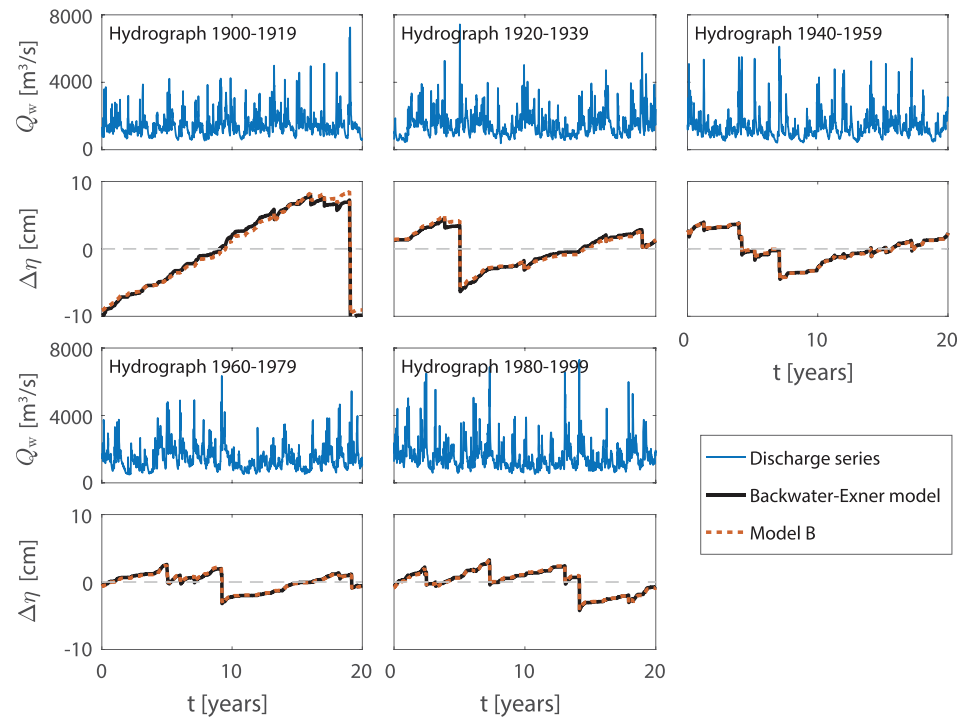 8000
4000
0
Q_w [m³/s]
Hydrograph 1900-1919
Hydrograph 1920-1939
Hydrograph 1940-1959
10
0
-10
Δη [cm]
0
10
20
t [years]
8000
4000
0
Q_w [m³/s]
Hydrograph 1960-1979
Hydrograph 1980-1999
Discharge series
Backwater-Exner model
Model B
10
0
-10
Δη [cm]
0
10
20
0
10
20
t [years]
t [years]